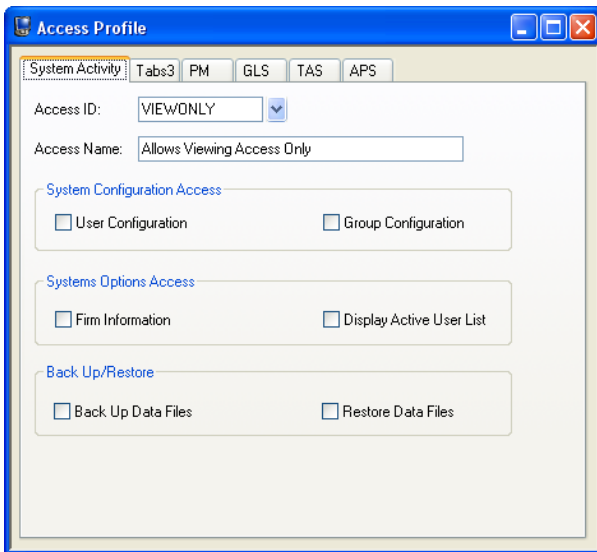 Access Profile
System Activity Tabs3 PM GLS TAS APS
Access ID: VIEWONLY
Access Name: Allows Viewing Access Only
System Configuration Access
User Configuration Group Configuration
Systems Options Access
Firm Information Display Active User List
Back Up/Restore
Back Up Data Files Restore Data Files